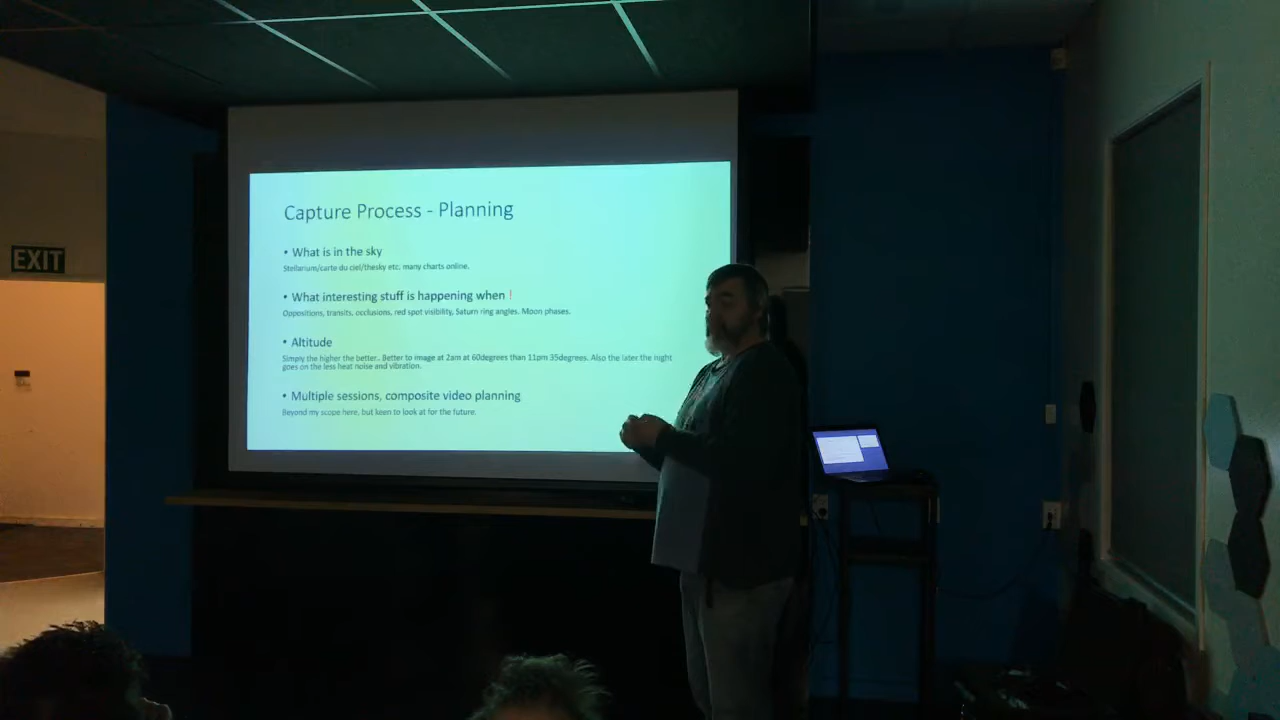 EXIT
Capture Process - Planning
• What is in the sky
Stellarium/carte du ciel/thesky etc. many charts online.
• What interesting stuff is happening when !
Oppositions, transits, occlusions, red spot visibility, Saturn ring angles. Moon phases.
• Altitude
Simply the higher the better. Better to image at 2am at 60degrees than 11pm 35degrees. Also the later the night
goes on the less heat noise and vibration.
• Multiple sessions, composite video planning
Beyond my scope here, but keen to look at for the future.